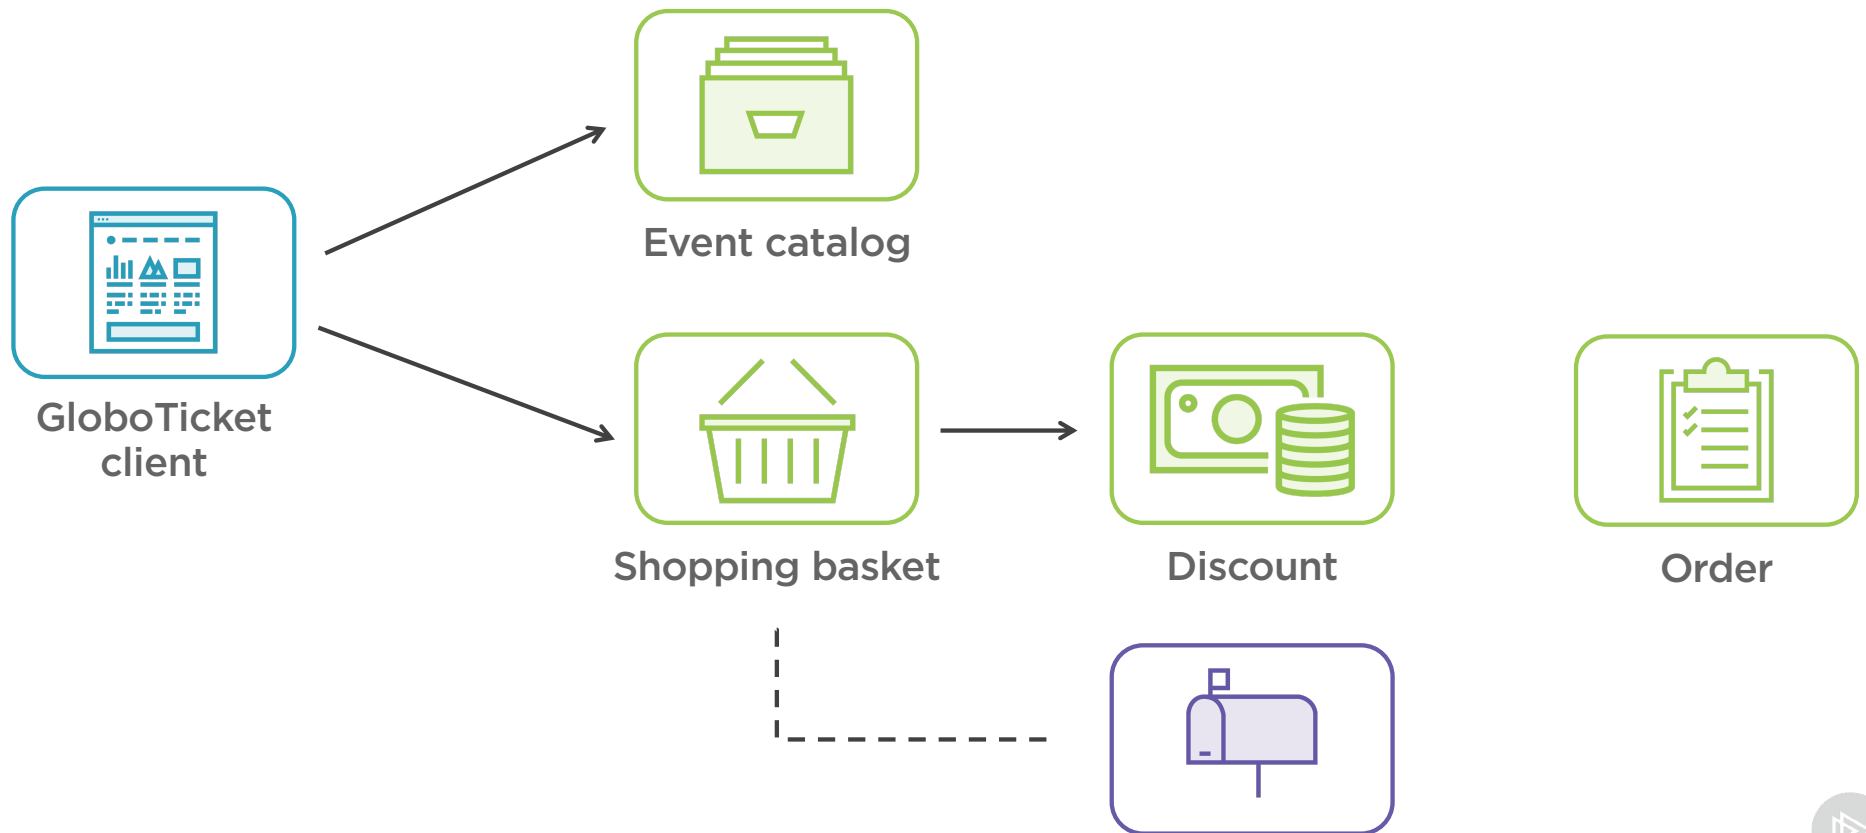 Event catalog
GloboTicket
client
Shopping basket
Discount
Order